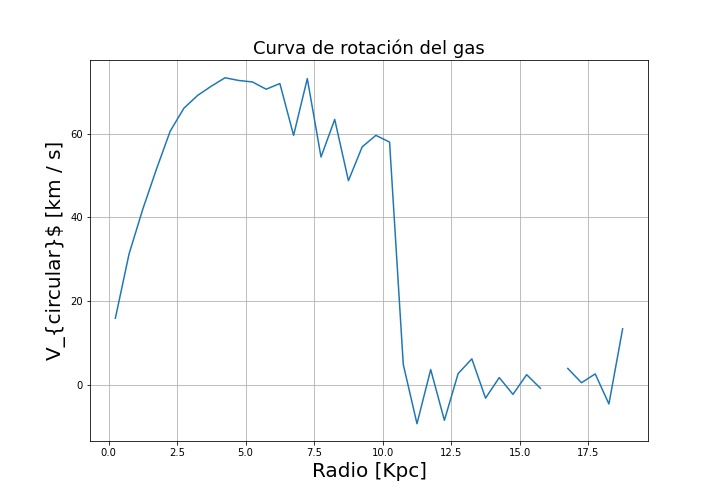 Curva de rotación del gas
V_{circular}$ [km / s]
60
40
20
0
0.0 2.5 5.0 7.5 10.0 12.5 15.0 17.5
Radio [Kpc]